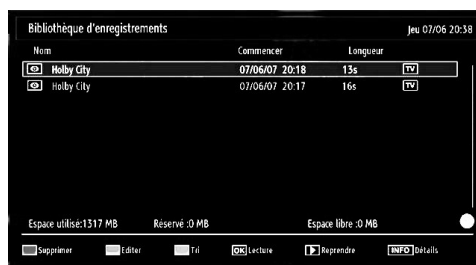 Bibliothèque d'enregistrements Jeu 07/06 20:38
Nom Commencer Longueur
Holby City 07/06/07 20:18 13s TV
Holby City 07/06/07 20:17 16s TV
Espace utilisé:1317 MB Réservé :0 MB Espace libre :0 MB
Supprimer Editer Tri OK Lecture Reprendre INFO Détails